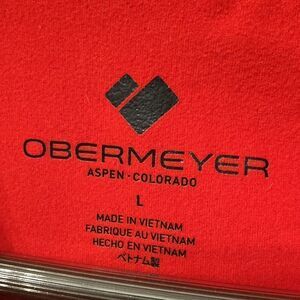 OBERMEYER
ASPEN · COLORADO
L
MADE IN VIETNAM
FABRIQUE AU VIETNAM
HECHO EN VIETNAM
ベトナム製